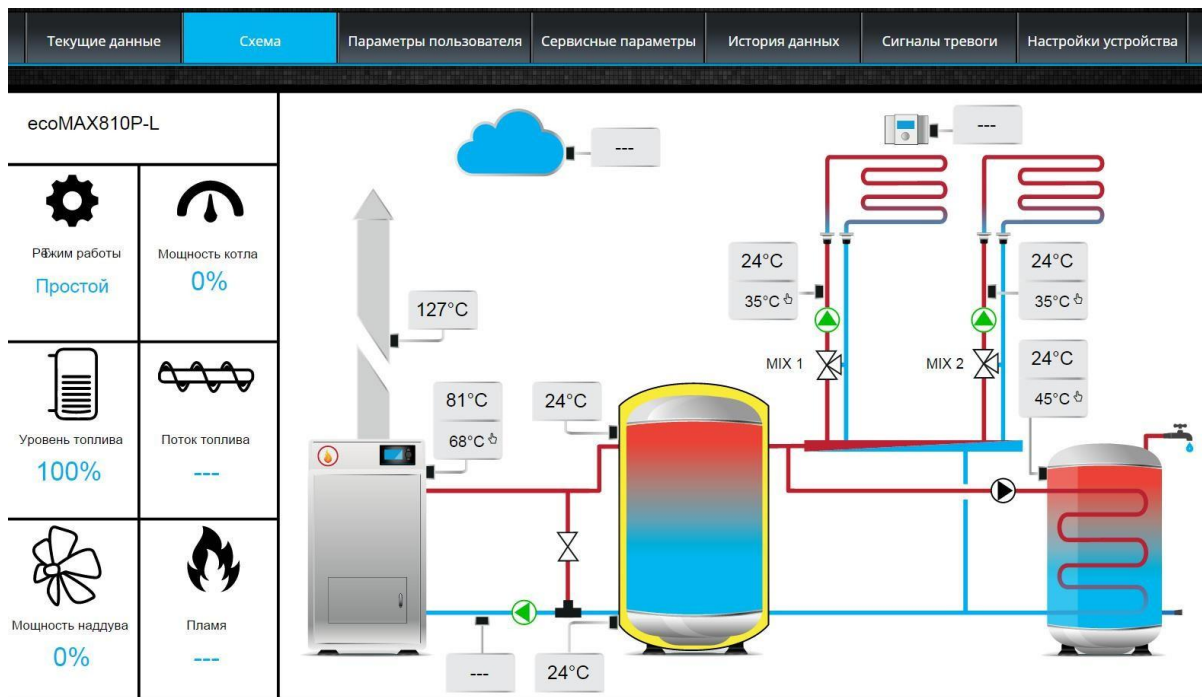 Текущие данные
Схема
Параметры пользователя
Сервисные параметры
История данных
Сигналы тревоги
Настройки устройства
ecoMAX810P-L
Режим работы
Простой
Мощность котла
0%
Уровень топлива
100%
Поток топлива
---
Мощность наддува
0%
Пламя
---
---
---
127°C
81°C
68°C
24°C
24°C
35°C
24°C
35°C
MIX 1
MIX 2
24°C
45°C
---
24°C